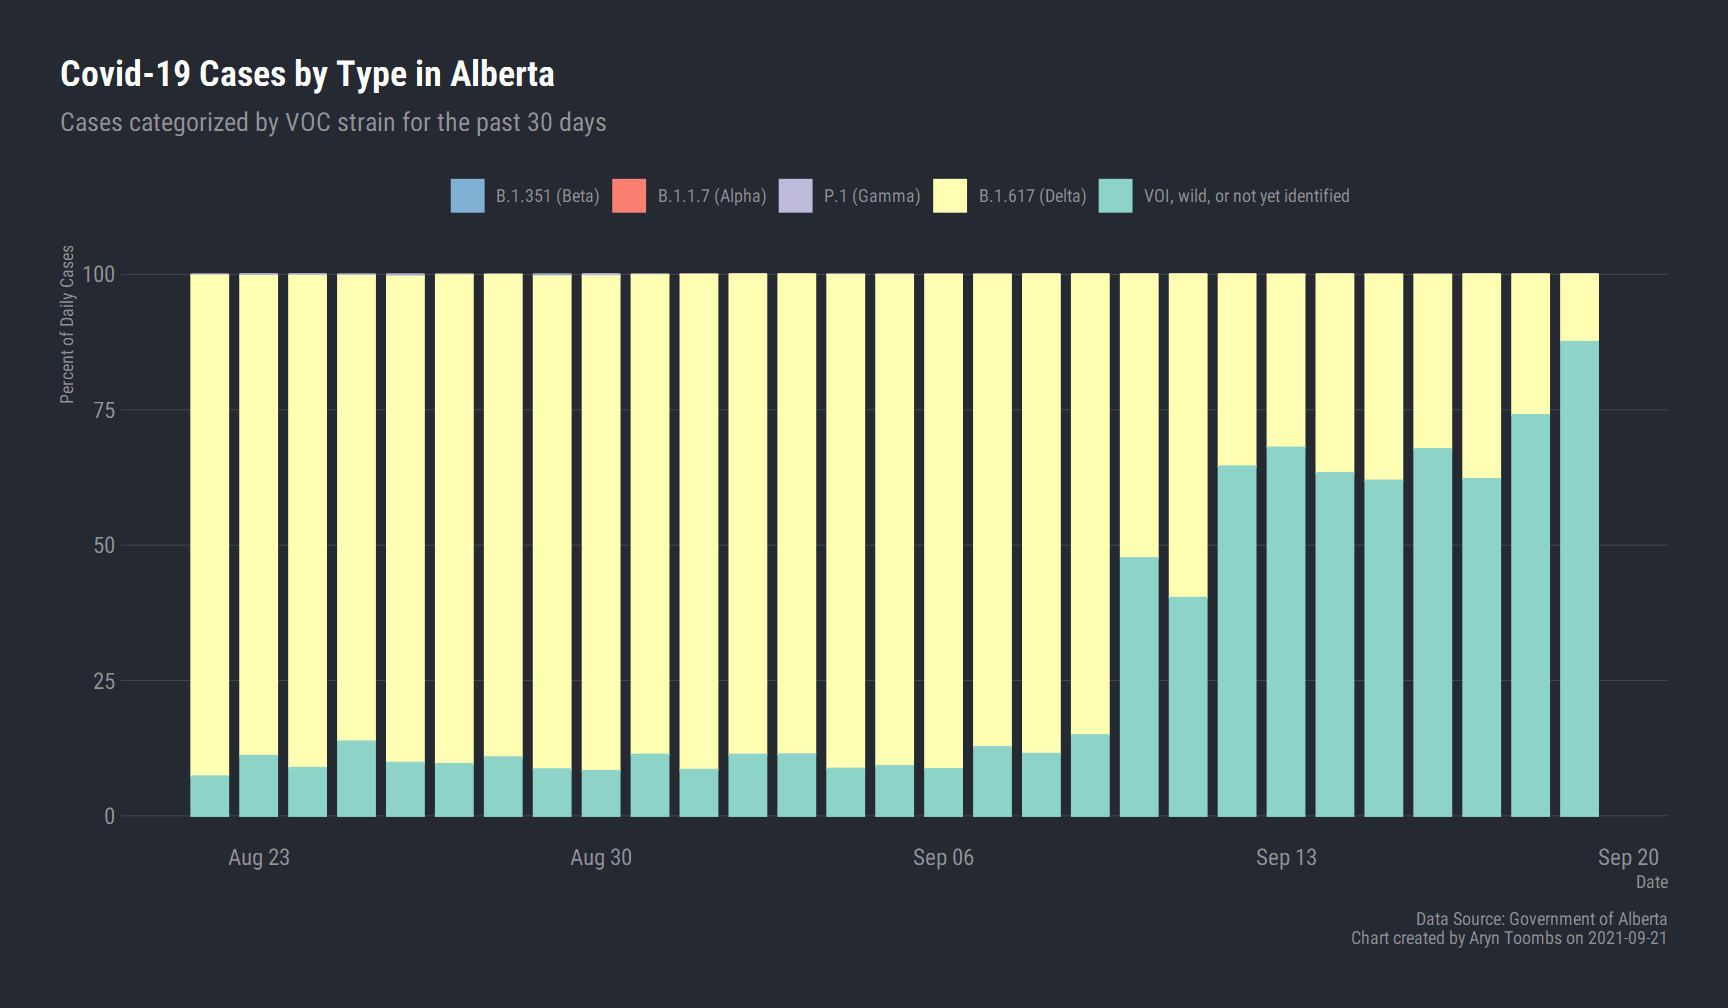 Covid-19 Cases by Type in Alberta
Cases categorized by VOC strain for the past 30 days
B.1.351 (Beta) B.1.1.7 (Alpha) P.1 (Gamma) B.1.617 (Delta) VOI, wild, or not yet identified
Percent of Daily Cases
100
75
50
25
0
Aug 23 Aug 30 Sep 06 Sep 13 Sep 20
Date
Data Source: Government of Alberta
Chart created by Aryn Toombs on 2021-09-21